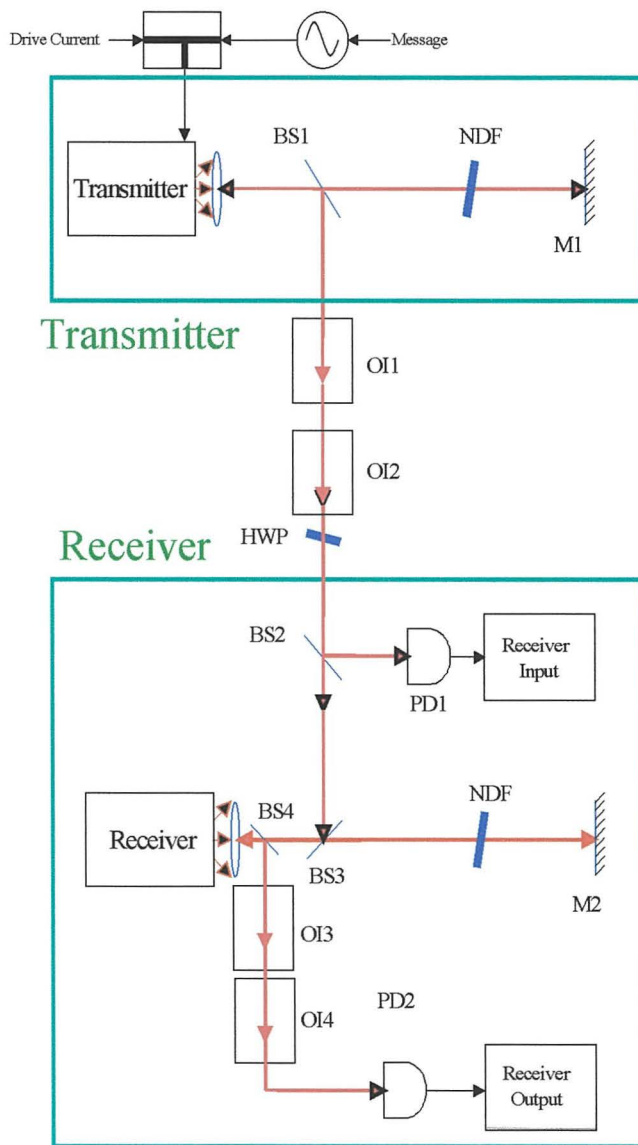 Drive Current
Message
BS1
NDF
Transmitter
M1
Transmitter
OI1
OI2
HWP
Receiver
BS2
Receiver
Input
PD1
NDF
BS4
Receiver
BS3
M2
OI3
PD2
OI4
Receiver
Output